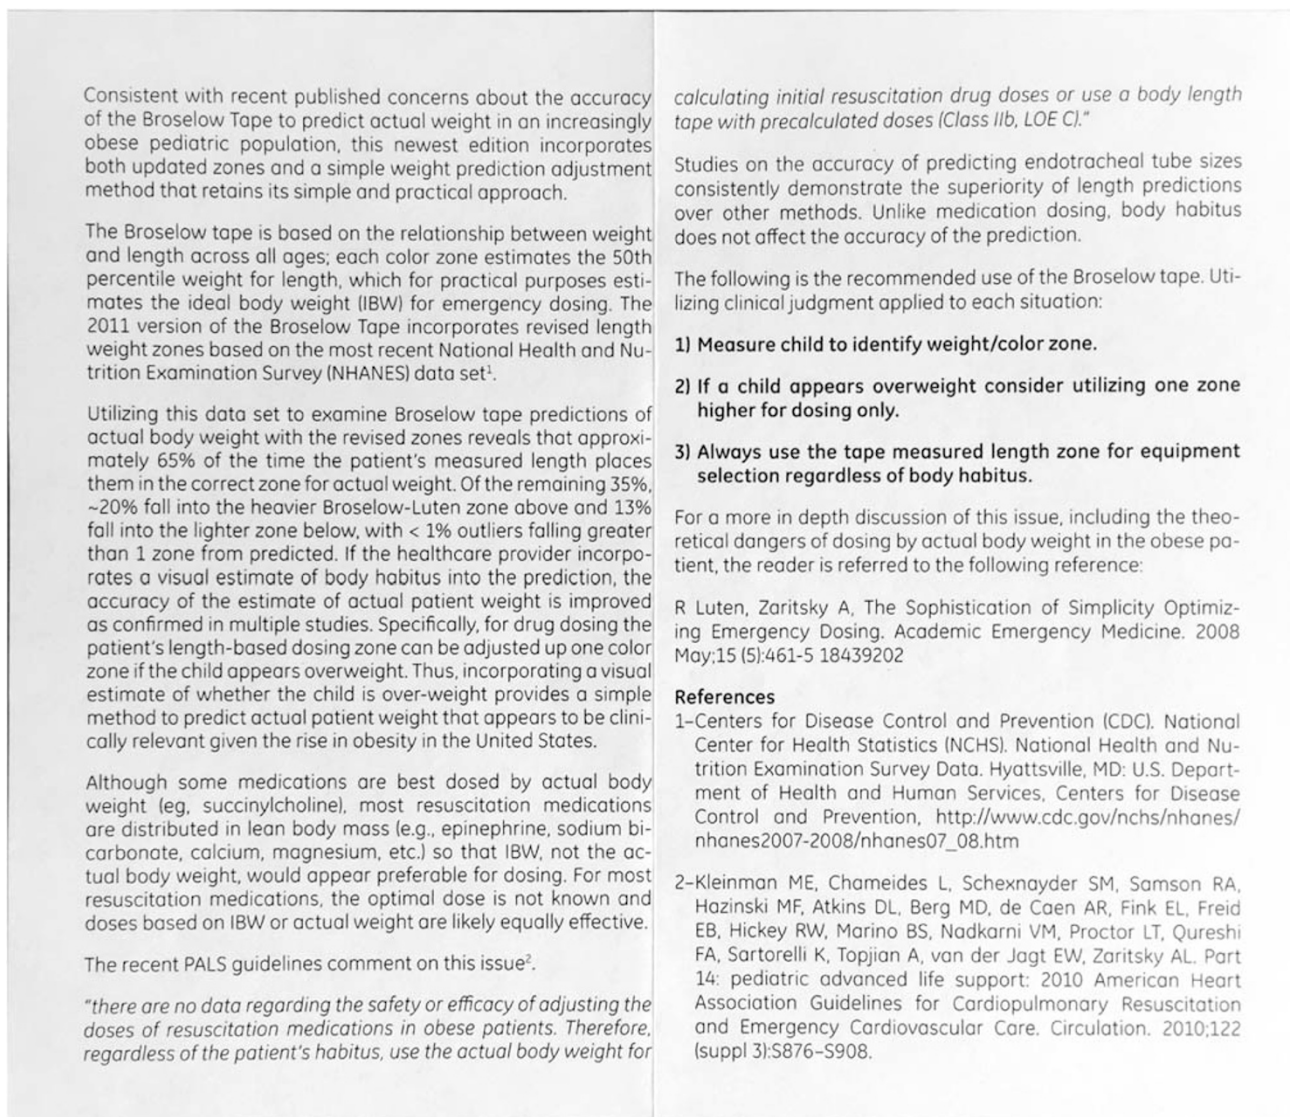 Consistent with recent published concerns about the accuracy
of the Broselow Tape to predict actual weight in an increasingly
obese pediatric population, this newest edition incorporates
both updated zones and a simple weight prediction adjustment
method that retains its simple and practical approach.
The Broselow tape is based on the relationship between weight
and length across all ages; each color zone estimates the 50th
percentile weight for length, which for practical purposes esti-
mates the ideal body weight (IBW) for emergency dosing. The
2011 version of the Broselow Tape incorporates revised length
weight zones based on the most recent National Health and Nu-
trition Examination Survey (NHANES) data set¹.
Utilizing this data set to examine Broselow tape predictions of
actual body weight with the revised zones reveals that approxi-
mately 65% of the time the patient's measured length places
them in the correct zone for actual weight. Of the remaining 35%,
~20% fall into the heavier Broselow-Luten zone above and 13%
fall into the lighter zone below, with < 1% outliers falling greater
than 1 zone from predicted. If the healthcare provider incorpo-
rates a visual estimate of body habitus into the prediction, the
accuracy of the estimate of actual patient weight is improved
as confirmed in multiple studies. Specifically, for drug dosing the
patient's length-based dosing zone can be adjusted up one color
zone if the child appears overweight. Thus, incorporating a visual
estimate of whether the child is over-weight provides a simple
method to predict actual patient weight that appears to be clini-
cally relevant given the rise in obesity in the United States.
Although some medications are best dosed by actual body
weight (eg, succinylcholine), most resuscitation medications
are distributed in lean body mass (e.g., epinephrine, sodium bi-
carbonate, calcium, magnesium, etc.) so that IBW, not the ac-
tual body weight, would appear preferable for dosing. For most
resuscitation medications, the optimal dose is not known and
doses based on IBW or actual weight are likely equally effective.
The recent PALS guidelines comment on this issue².
"there are no data regarding the safety or efficacy of adjusting the
doses of resuscitation medications in obese patients. Therefore,
regardless of the patient's habitus, use the actual body weight for
calculating initial resuscitation drug doses or use a body length
tape with precalculated doses (Class IIb, LOE C)."
Studies on the accuracy of predicting endotracheal tube sizes
consistently demonstrate the superiority of length predictions
over other methods. Unlike medication dosing, body habitus
does not affect the accuracy of the prediction.
The following is the recommended use of the Broselow tape. Uti-
lizing clinical judgment applied to each situation:
1) Measure child to identify weight/color zone.
2) If a child appears overweight consider utilizing one zone
higher for dosing only.
3) Always use the tape measured length zone for equipment
selection regardless of body habitus.
For a more in depth discussion of this issue, including the theo-
retical dangers of dosing by actual body weight in the obese pa-
tient, the reader is referred to the following reference:
R Luten, Zaritsky A, The Sophistication of Simplicity Optimiz-
ing Emergency Dosing. Academic Emergency Medicine. 2008
May;15 (5):461-5 18439202
References
1–Centers for Disease Control and Prevention (CDC). National
Center for Health Statistics (NCHS). National Health and Nu-
trition Examination Survey Data. Hyattsville, MD: U.S. Depart-
ment of Health and Human Services, Centers for Disease
Control and Prevention, http://www.cdc.gov/nchs/nhanes/
nhanes2007-2008/nhanes07_08.htm
2–Kleinman ME, Chameides L, Schexnayder SM, Samson RA,
Hazinski MF, Atkins DL, Berg MD, de Caen AR, Fink EL, Freid
EB, Hickey RW, Marino BS, Nadkarni VM, Proctor LT, Qureshi
FA, Sartorelli K, Topjian A, van der Jagt EW, Zaritsky AL. Part
14: pediatric advanced life support: 2010 American Heart
Association Guidelines for Cardiopulmonary Resuscitation
and Emergency Cardiovascular Care. Circulation. 2010;122
(suppl 3):S876–S908.